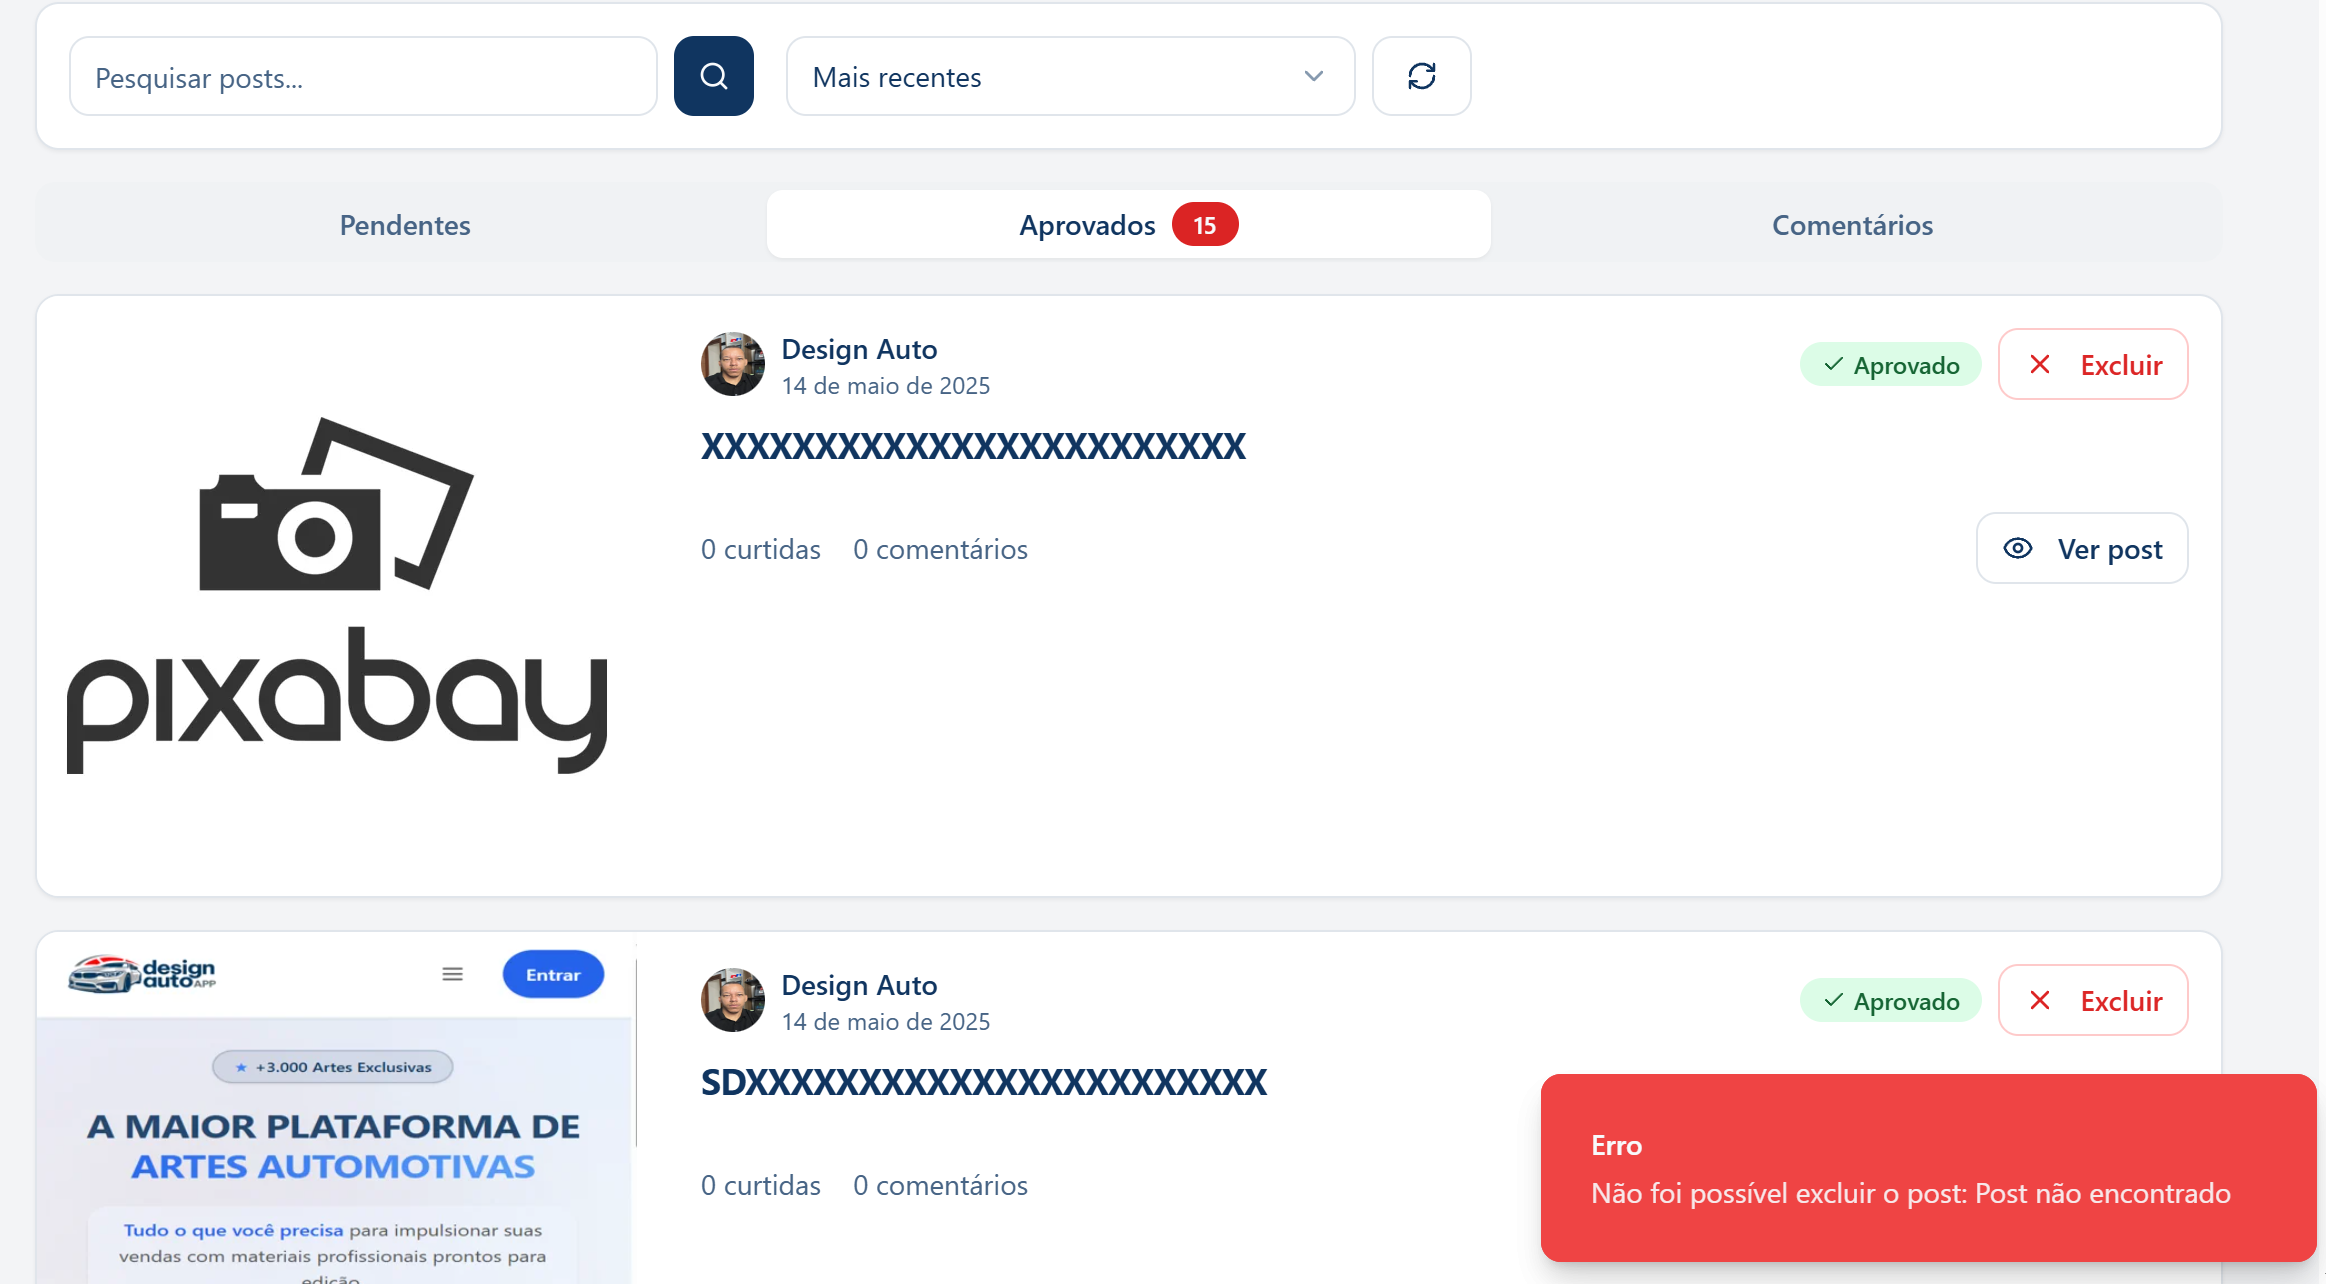 Pesquisar posts...
Mais recentes
Pendentes
Aprovados 15
Comentários
pixabay
Design Auto
14 de maio de 2025
Aprovado
Excluir
XXXXXXXXXXXXXXXXXXXXXXXX
0 curtidas 0 comentários
Ver post
design
auto APP
Entrar
+3.000 Artes Exclusivas
A MAIOR PLATAFORMA DE
ARTES AUTOMOTIVAS
Tudo o que você precisa para impulsionar suas
vendas com materiais profissionais prontos para
edição
Design Auto
14 de maio de 2025
Aprovado
Excluir
SDXXXXXXXXXXXXXXXXXXXXXXX
0 curtidas 0 comentários
Erro
Não foi possível excluir o post: Post não encontrado